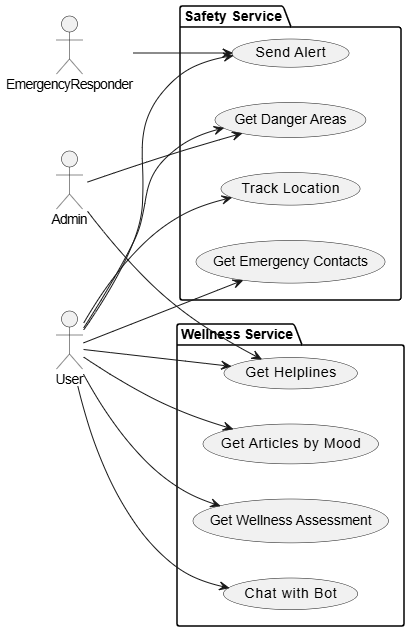 Safety Service
Send Alert
EmergencyResponder
Get Danger Areas
Track Location
Admin
Get Emergency Contacts
Wellness Service
Get Helplines
User
Get Articles by Mood
Get Wellness Assessment
Chat with Bot